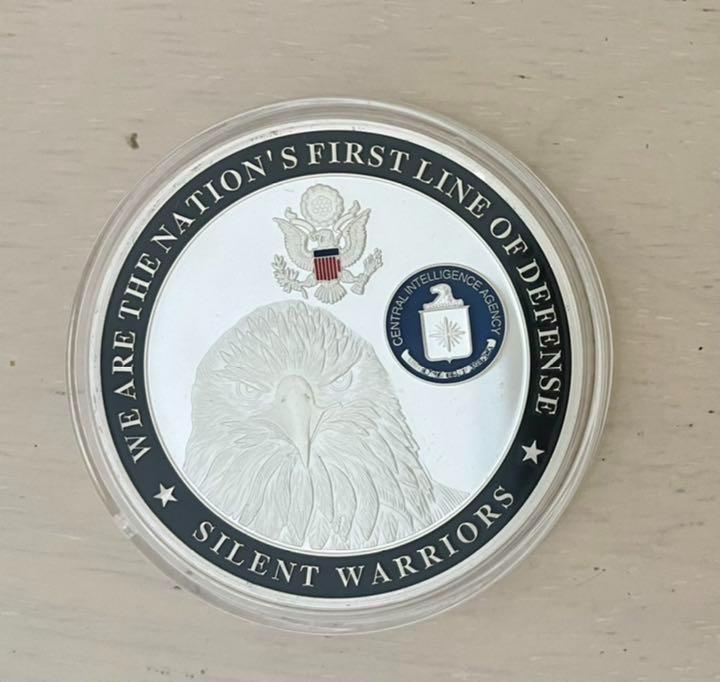 WE ARE THE NATION'S FIRST LINE OF DEFENSE
SILENT WARRIORS
CENTRAL INTELLIGENCE AGENCY